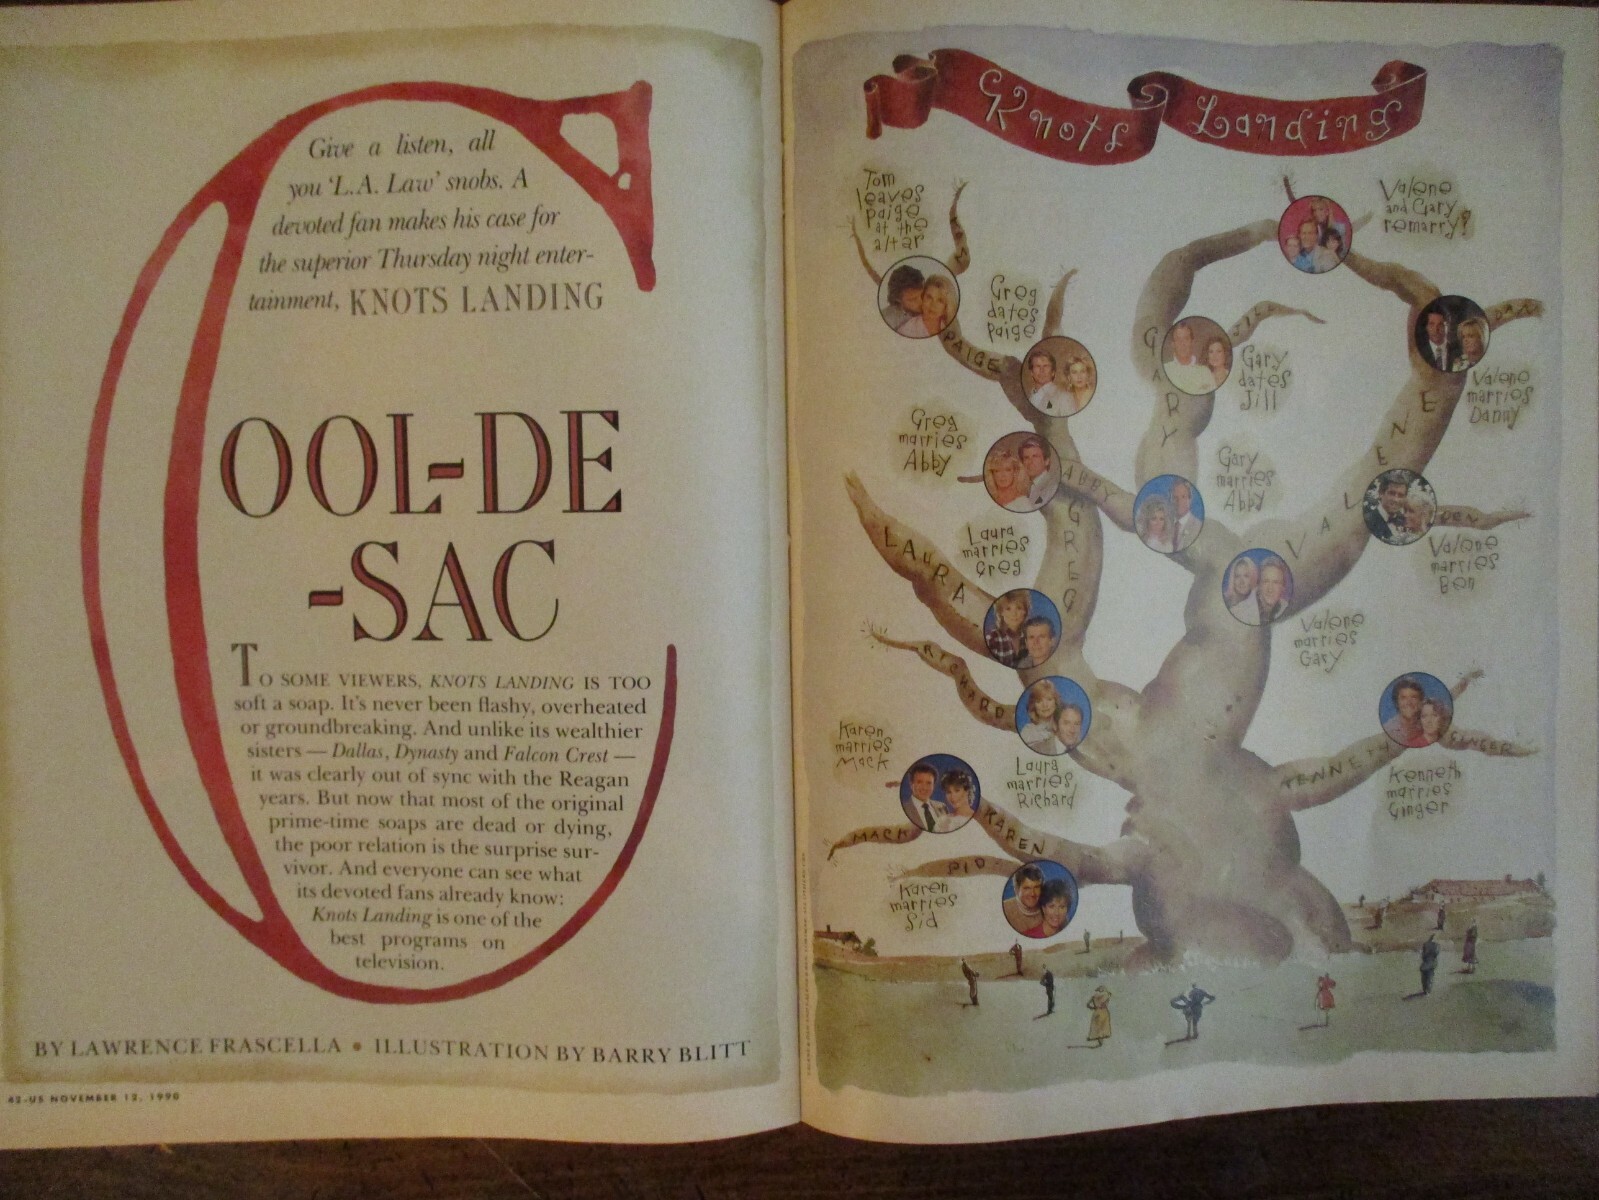 Give a listen, all
you 'L.A. Law' snobs. A
devoted fan makes his case for
the superior Thursday night enter-
tainment, KNOTS LANDING
COOL-DE
-SAC
TO SOME VIEWERS, KNOTS LANDING IS TOO
soft a soap. It's never been flashy, overheated
or groundbreaking. And unlike its wealthier
sisters — Dallas, Dynasty and Falcon Crest —
it was clearly out of sync with the Reagan
years. But now that most of the original
prime-time soaps are dead or dying,
the poor relation is the surprise sur-
vivor. And everyone can see what
its devoted fans already know:
Knots Landing is one of the
best programs on
television.
BY LAWRENCE FRASCELLA • ILLUSTRATION BY BARRY BLITT
42-US NOVEMBER 12, 1990
Knots Landing
Tom
leaves
Paige
at the
altar
Valene
and Gary
remarry?
Greg
dates
Paige
PAIGE
GARY
JILL
Gary
dates
Jill
DAN
Valene
marries
Danny
VALENE
Greg
marries
Abby
ABBY
GREG
Gary
marries
Abby
BEN
Valene
marries
Ben
LAURA
Laura
marries
Greg
Valene
marries
Gary
RICHARD
Laura
marries
Richard
KENNETH
GINGER
Kenneth
marries
Ginger
Karen
marries
Mack
MACK
KAREN
SID
Karen
marries
Sid